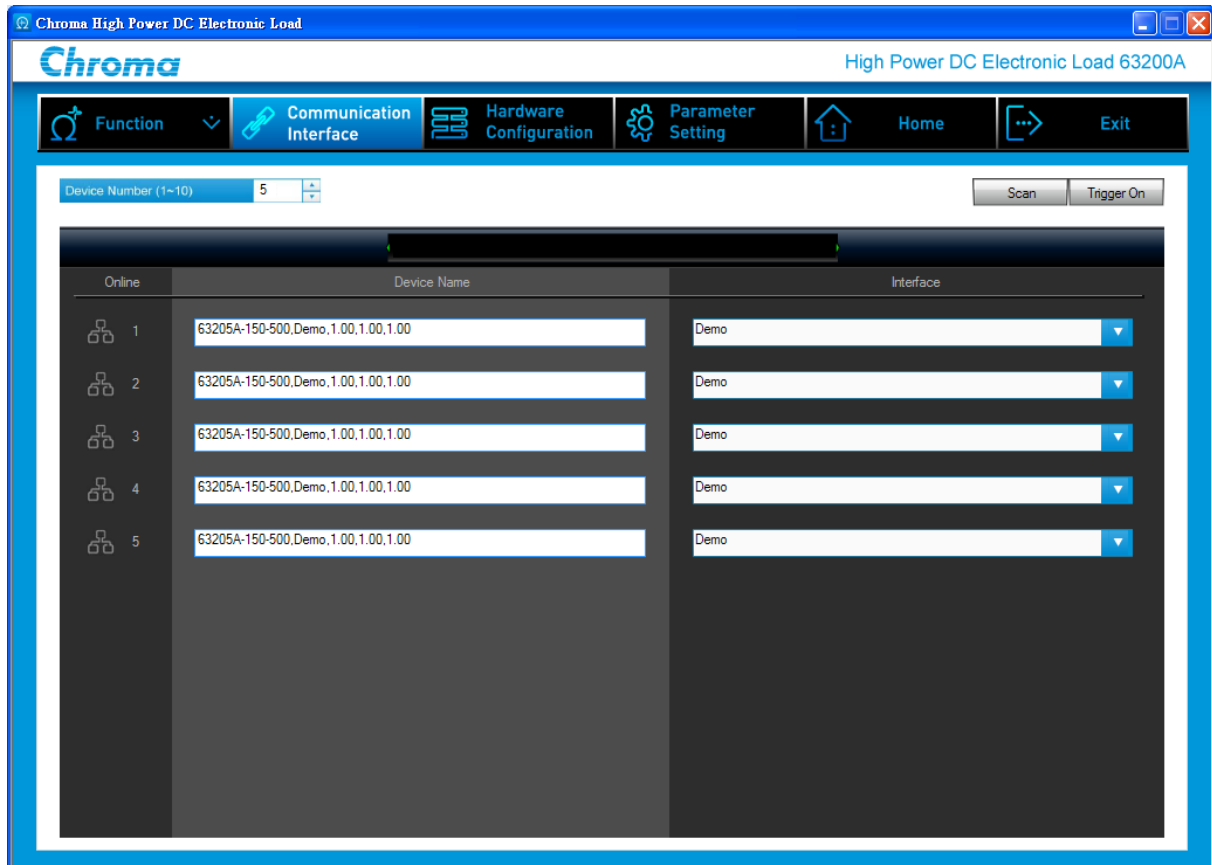 Chroma High Power DC Electronic Load
Chroma
High Power DC Electronic Load 63200A
Function
Communication Interface
Hardware Configuration
Parameter Setting
Home
Exit
Device Number (1~10) 5
Scan Trigger On
Online Device Name Interface
1 63205A-150-500,Demo,1.00,1.00,1.00 Demo
2 63205A-150-500,Demo,1.00,1.00,1.00 Demo
3 63205A-150-500,Demo,1.00,1.00,1.00 Demo
4 63205A-150-500,Demo,1.00,1.00,1.00 Demo
5 63205A-150-500,Demo,1.00,1.00,1.00 Demo